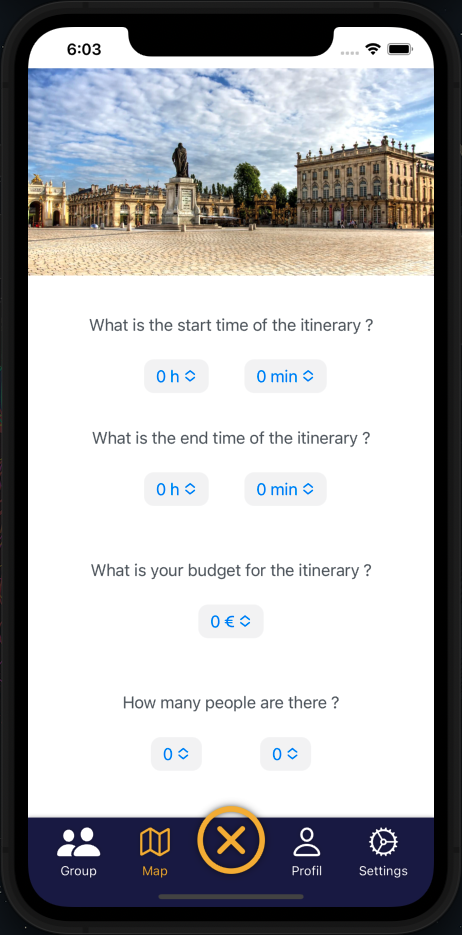 6:03
What is the start time of the itinerary ?
0 h 0 min
What is the end time of the itinerary ?
0 h 0 min
What is your budget for the itinerary ?
0 €
How many people are there ?
0 0
Group Map Profil Settings